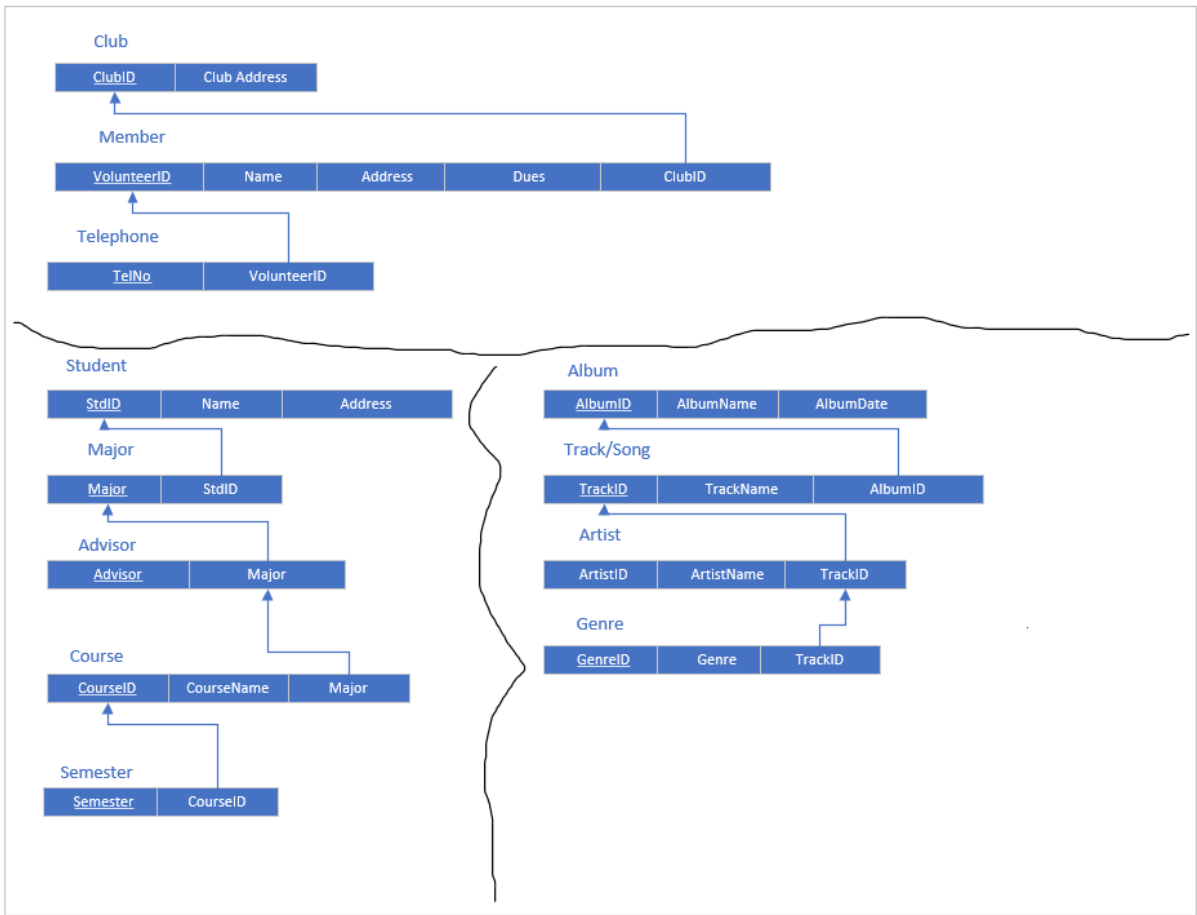 Club
ClubID Club Address
Member
VolunteerID Name Address Dues ClubID
Telephone
TelNo VolunteerID
Student
StdID Name Address
Major
Major StdID
Advisor
Advisor Major
Course
CourseID CourseName Major
Semester
Semester CourseID
Album
AlbumID AlbumName AlbumDate
Track/Song
TrackID TrackName AlbumID
Artist
ArtistID ArtistName TrackID
Genre
GenreID Genre TrackID